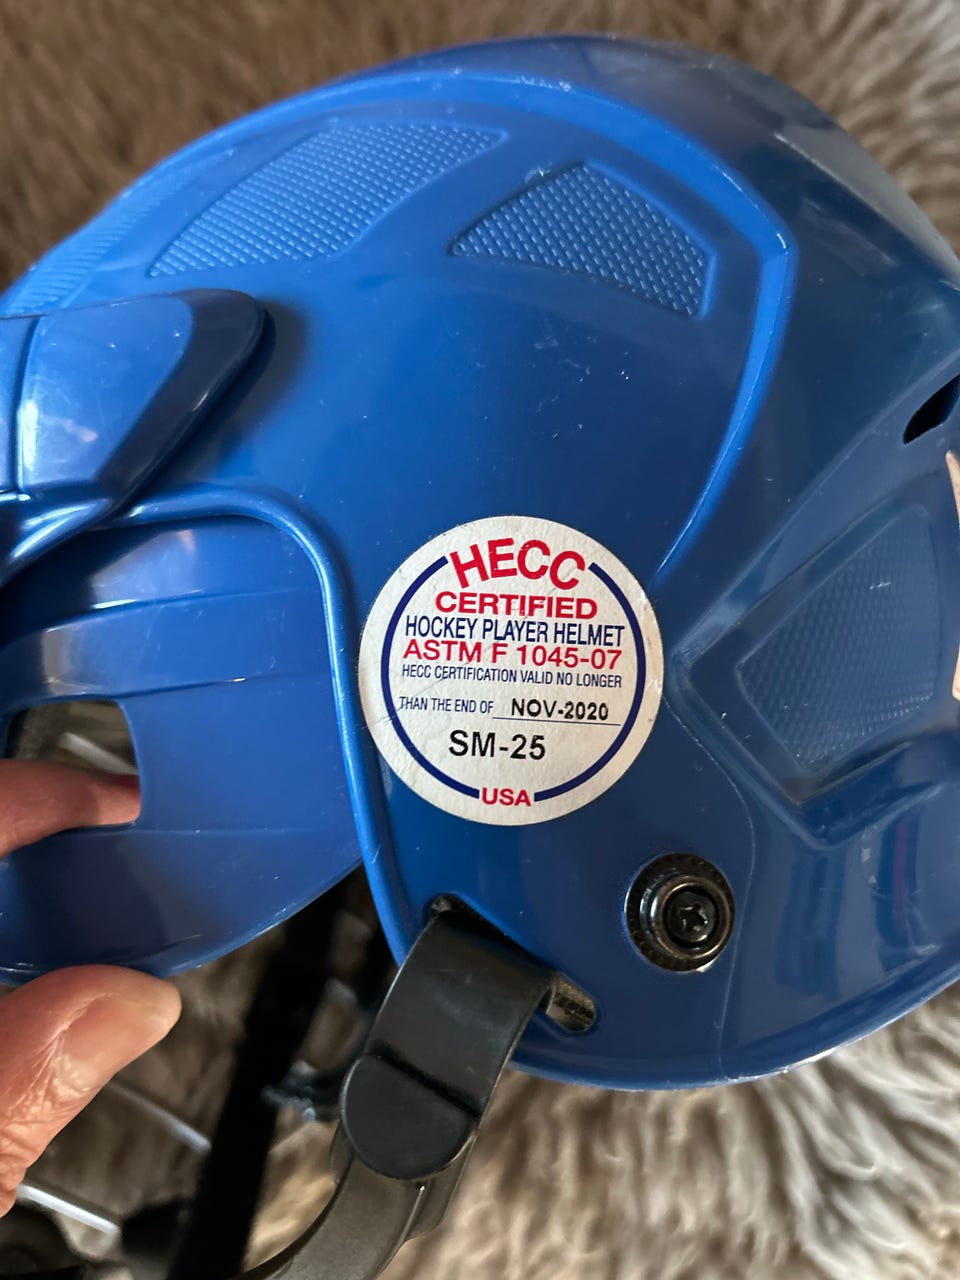 HECC
CERTIFIED
HOCKEY PLAYER HELMET
ASTM F 1045-07
HECC CERTIFICATION VALID NO LONGER
THAN THE END OF NOV-2020
SM-25
USA